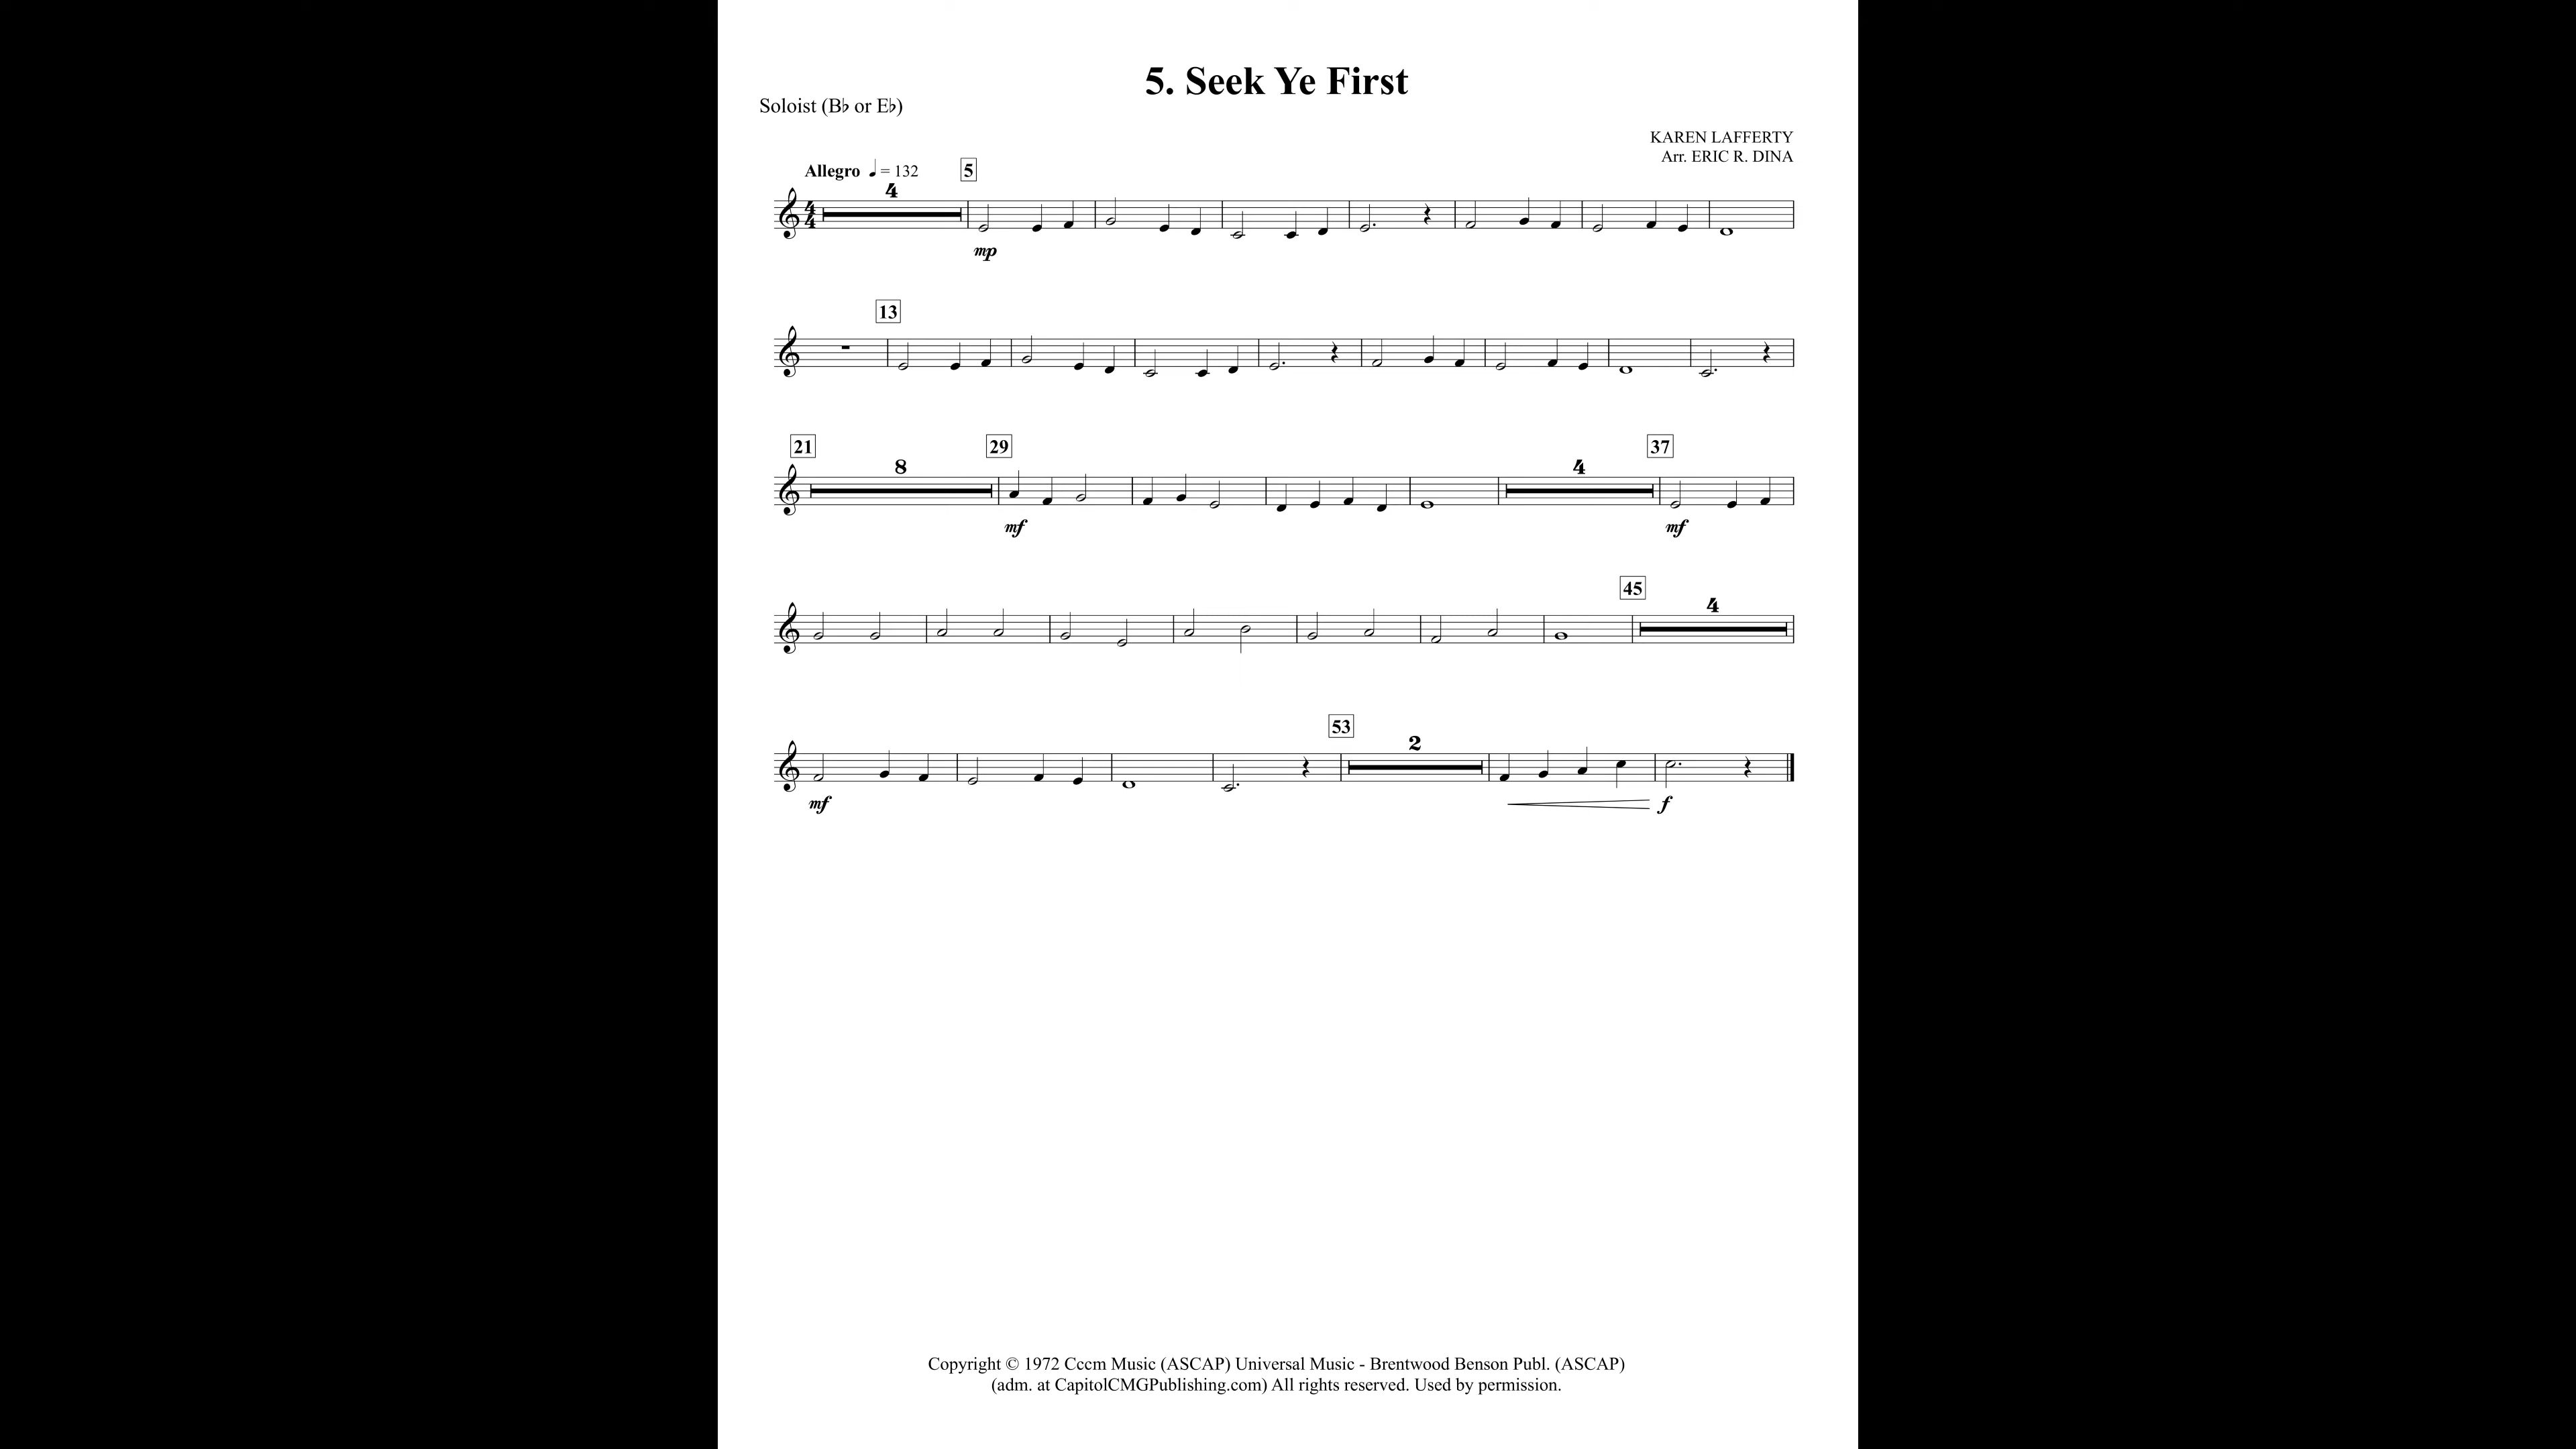 5. Seek Ye First
Soloist (B♭ or E♭)
KAREN LAFFERTY
Arr. ERIC R. DINA
Allegro ♩ = 132
5
4
4
4
mp
13
21
29
37
8
4
mf
mf
45
4
53
2
mf
f
Copyright © 1972 Cccm Music (ASCAP) Universal Music - Brentwood Benson Publ. (ASCAP)
(adm. at CapitolCMGPublishing.com) All rights reserved. Used by permission.